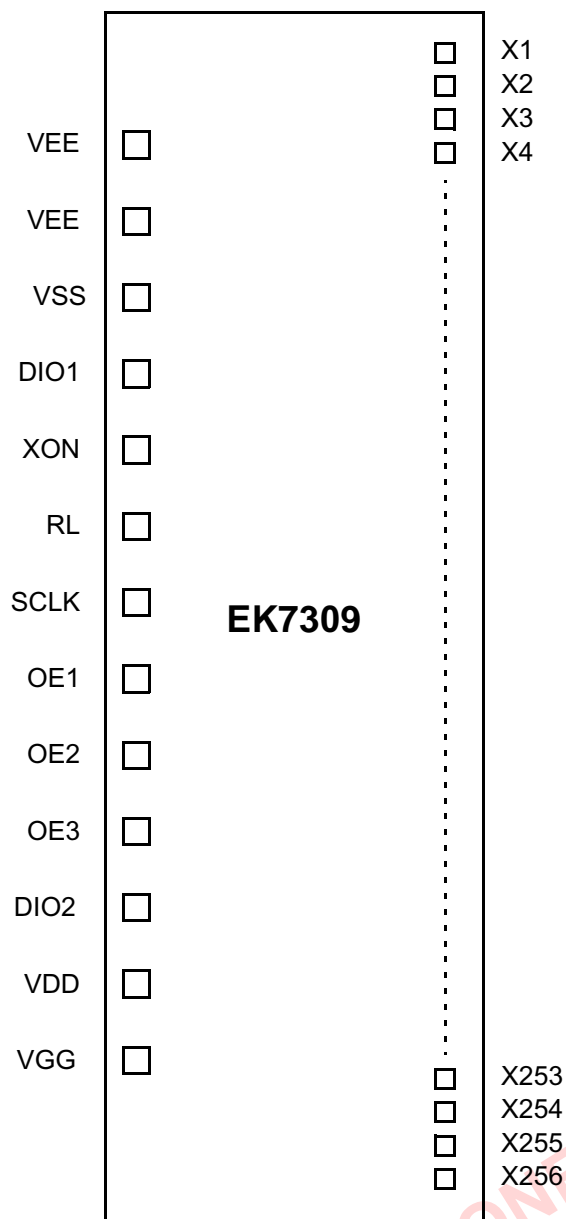 X1
X2
X3
X4
VEE
VEE
VSS
DIO1
XON
RL
SCLK
EK7309
OE1
OE2
OE3
DIO2
VDD
VGG
X253
X254
X255
X256